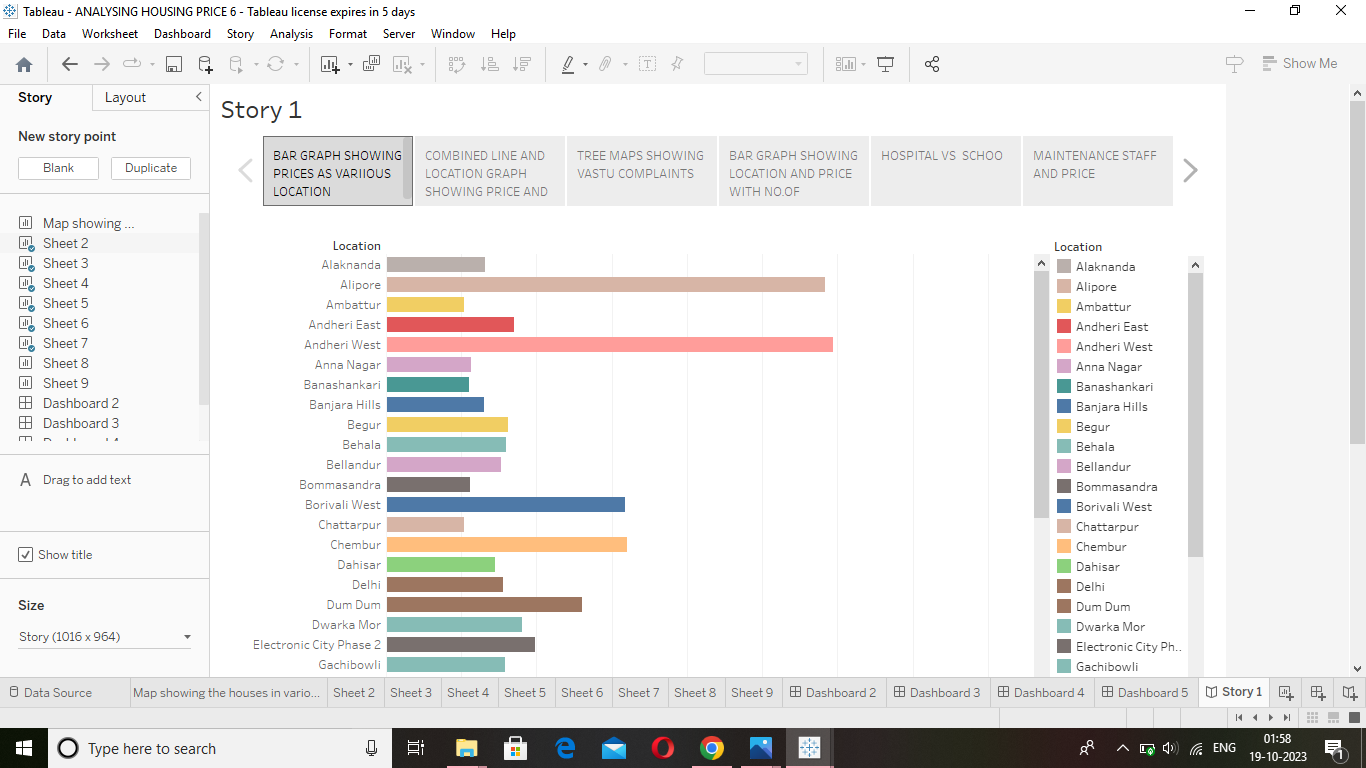 Tableau - ANALYSING HOUSING PRICE 6 - Tableau license expires in 5 days
File Data Worksheet Dashboard Story Analysis Format Server Window Help
Show Me
Story Layout
New story point
Blank Duplicate
Map showing ...
Sheet 2
Sheet 3
Sheet 4
Sheet 5
Sheet 6
Sheet 7
Sheet 8
Sheet 9
Dashboard 2
Dashboard 3
A Drag to add text
Show title
Size
Story (1016 x 964)
Story 1
BAR GRAPH SHOWING
PRICES AS VARIIOUS
LOCATION
COMBINED LINE AND
LOCATION GRAPH
SHOWING PRICE AND
TREE MAPS SHOWING
VASTU COMPLAINTS
BAR GRAPH SHOWING
LOCATION AND PRICE
WITH NO.OF
HOSPITAL VS SCHOO
MAINTENANCE STAFF
AND PRICE
Location
Alaknanda
Alipore
Ambattur
Andheri East
Andheri West
Anna Nagar
Banashankari
Banjara Hills
Begur
Behala
Bellandur
Bommasandra
Borivali West
Chattarpur
Chembur
Dahisar
Delhi
Dum Dum
Dwarka Mor
Electronic City Phase 2
Gachibowli
Location
Alaknanda
Alipore
Ambattur
Andheri East
Andheri West
Anna Nagar
Banashankari
Banjara Hills
Begur
Behala
Bellandur
Bommasandra
Borivali West
Chattarpur
Chembur
Dahisar
Delhi
Dum Dum
Dwarka Mor
Electronic City Ph..
Gachibowli
Data Source Map showing the houses in vario... Sheet 2 Sheet 3 Sheet 4 Sheet 5 Sheet 6 Sheet 7 Sheet 8 Sheet 9 Dashboard 2 Dashboard 3 Dashboard 4 Dashboard 5 Story 1
Type here to search
ENG
01:58
19-10-2023
1